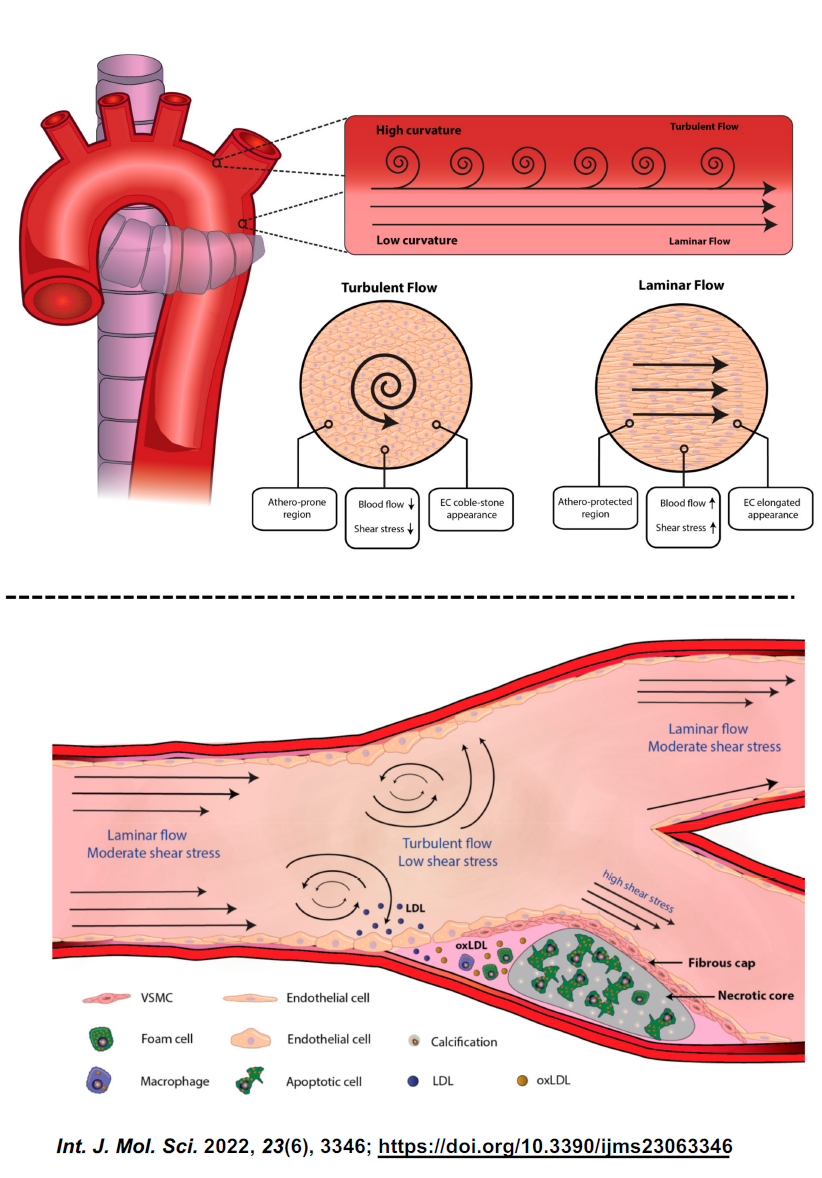 High curvature
Turbulent Flow
Low curvature
Laminar Flow
Turbulent Flow
Laminar Flow
Athero-prone
region
Blood flow ↓
Shear stress ↓
EC coble-stone
appearance
Athero-protected
region
Blood flow ↑
Shear stress ↑
EC elongated
appearance
Laminar flow
Moderate shear stress
Laminar flow
Moderate shear stress
Turbulent flow
Low shear stress
high shear stress
LDL
oxLDL
Fibrous cap
Necrotic core
VSMC
Endothelial cell
Foam cell
Endothelial cell
Calcification
Macrophage
Apoptotic cell
LDL
oxLDL
Int. J. Mol. Sci. 2022, 23(6), 3346; https://doi.org/10.3390/ijms23063346